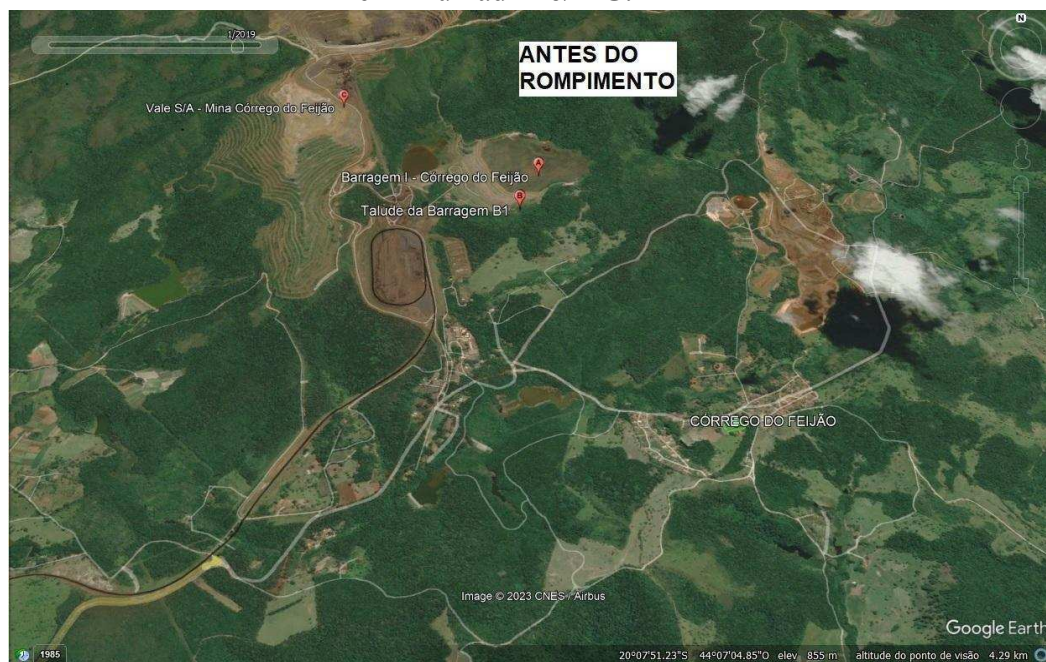 1/2019
N
ANTES DO
ROMPIMENTO
C
Vale S/A - Mina Córrego do Feijão
A
Barragem I - Córrego do Feijão
B
Talude da Barragem B1
CÓRREGO DO FEIJÃO
Image © 2023 CNES / Airbus
Google Earth
1985
20°07'51.23"S 44°07'04.85"O elev 855 m altitude do ponto de visão 4.29 km